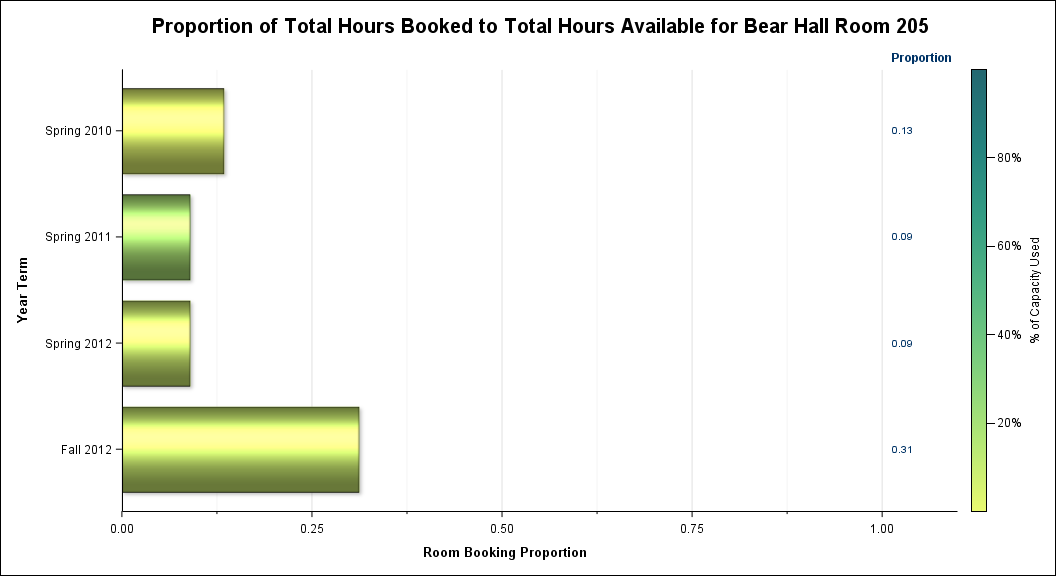 Proportion of Total Hours Booked to Total Hours Available for Bear Hall Room 205
Proportion
Spring 2010
0.13
Spring 2011
0.09
Spring 2012
0.09
Fall 2012
0.31
Year Term
0.00
0.25
0.50
0.75
1.00
Room Booking Proportion
80%
60%
40%
20%
% of Capacity Used